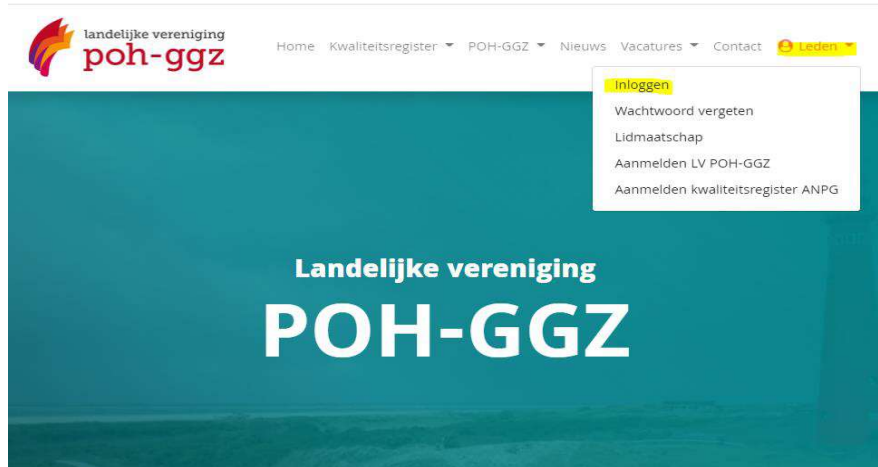 landelijke vereniging
poh-ggz
Home Kwaliteitsregister POH-GGZ Nieuws Vacatures Contact Leden
Inloggen
Wachtwoord vergeten
Lidmaatschap
Aanmelden LV POH-GGZ
Aanmelden kwaliteitsregister ANPG
Landelijke vereniging
POH-GGZ